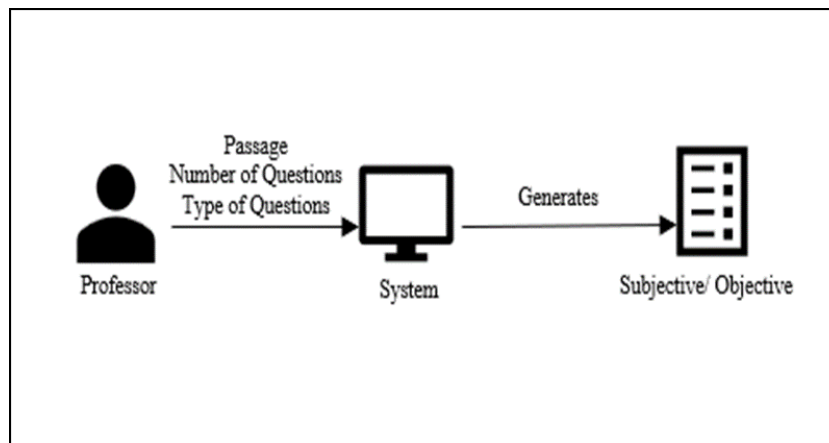 Passage
Number of Questions
Type of Questions
Generates
Professor
System
Subjective/ Objective